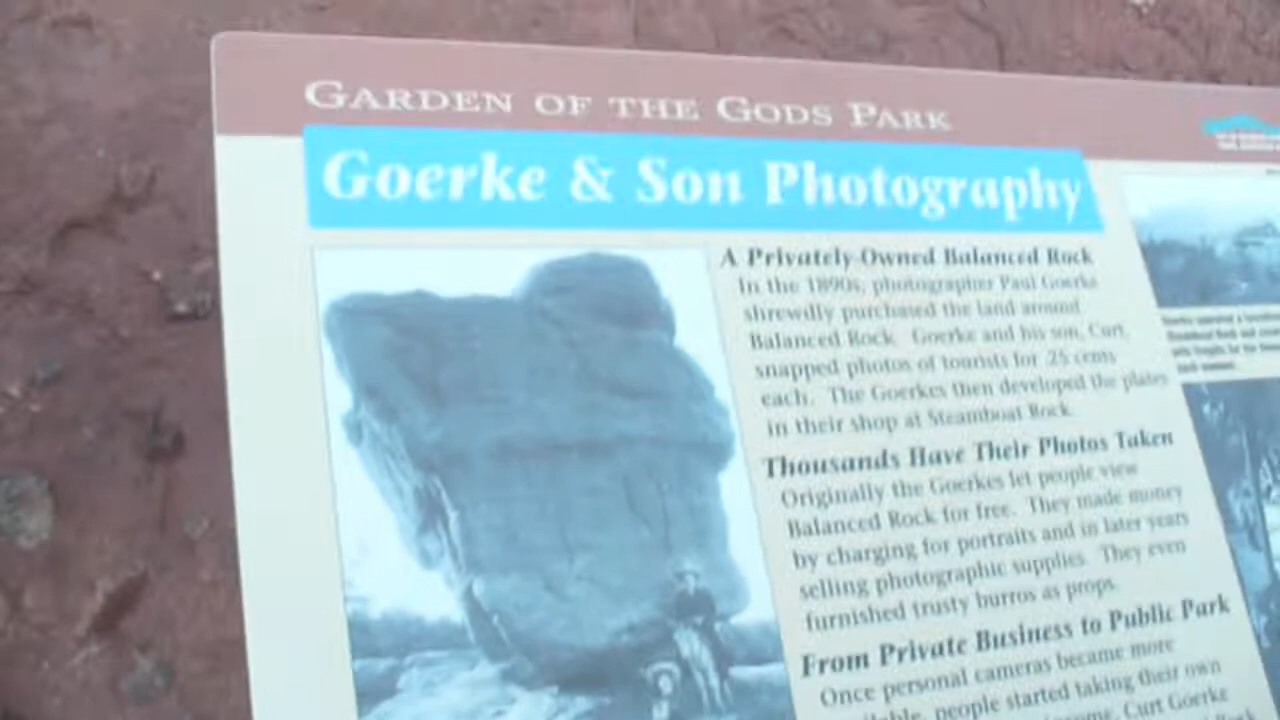 GARDEN OF THE GODS PARK
Goerke & Son Photography
A Privately-Owned Balanced Rock
In the 1890s, photographer Paul Goerke
shrewdly purchased the land around
Balanced Rock. Goerke and his son, Curt,
snapped photos of tourists for 25 cents
each. The Goerkes then developed the plates
in their shop at Steamboat Rock.
Thousands Have Their Photos Taken
Originally the Goerkes let people view
Balanced Rock for free. They made money
by charging for portraits and in later years
selling photographic supplies. They even
furnished trusty burros as props.
From Private Business to Public Park
Once personal cameras became more
people started taking their own
Curt Goerke